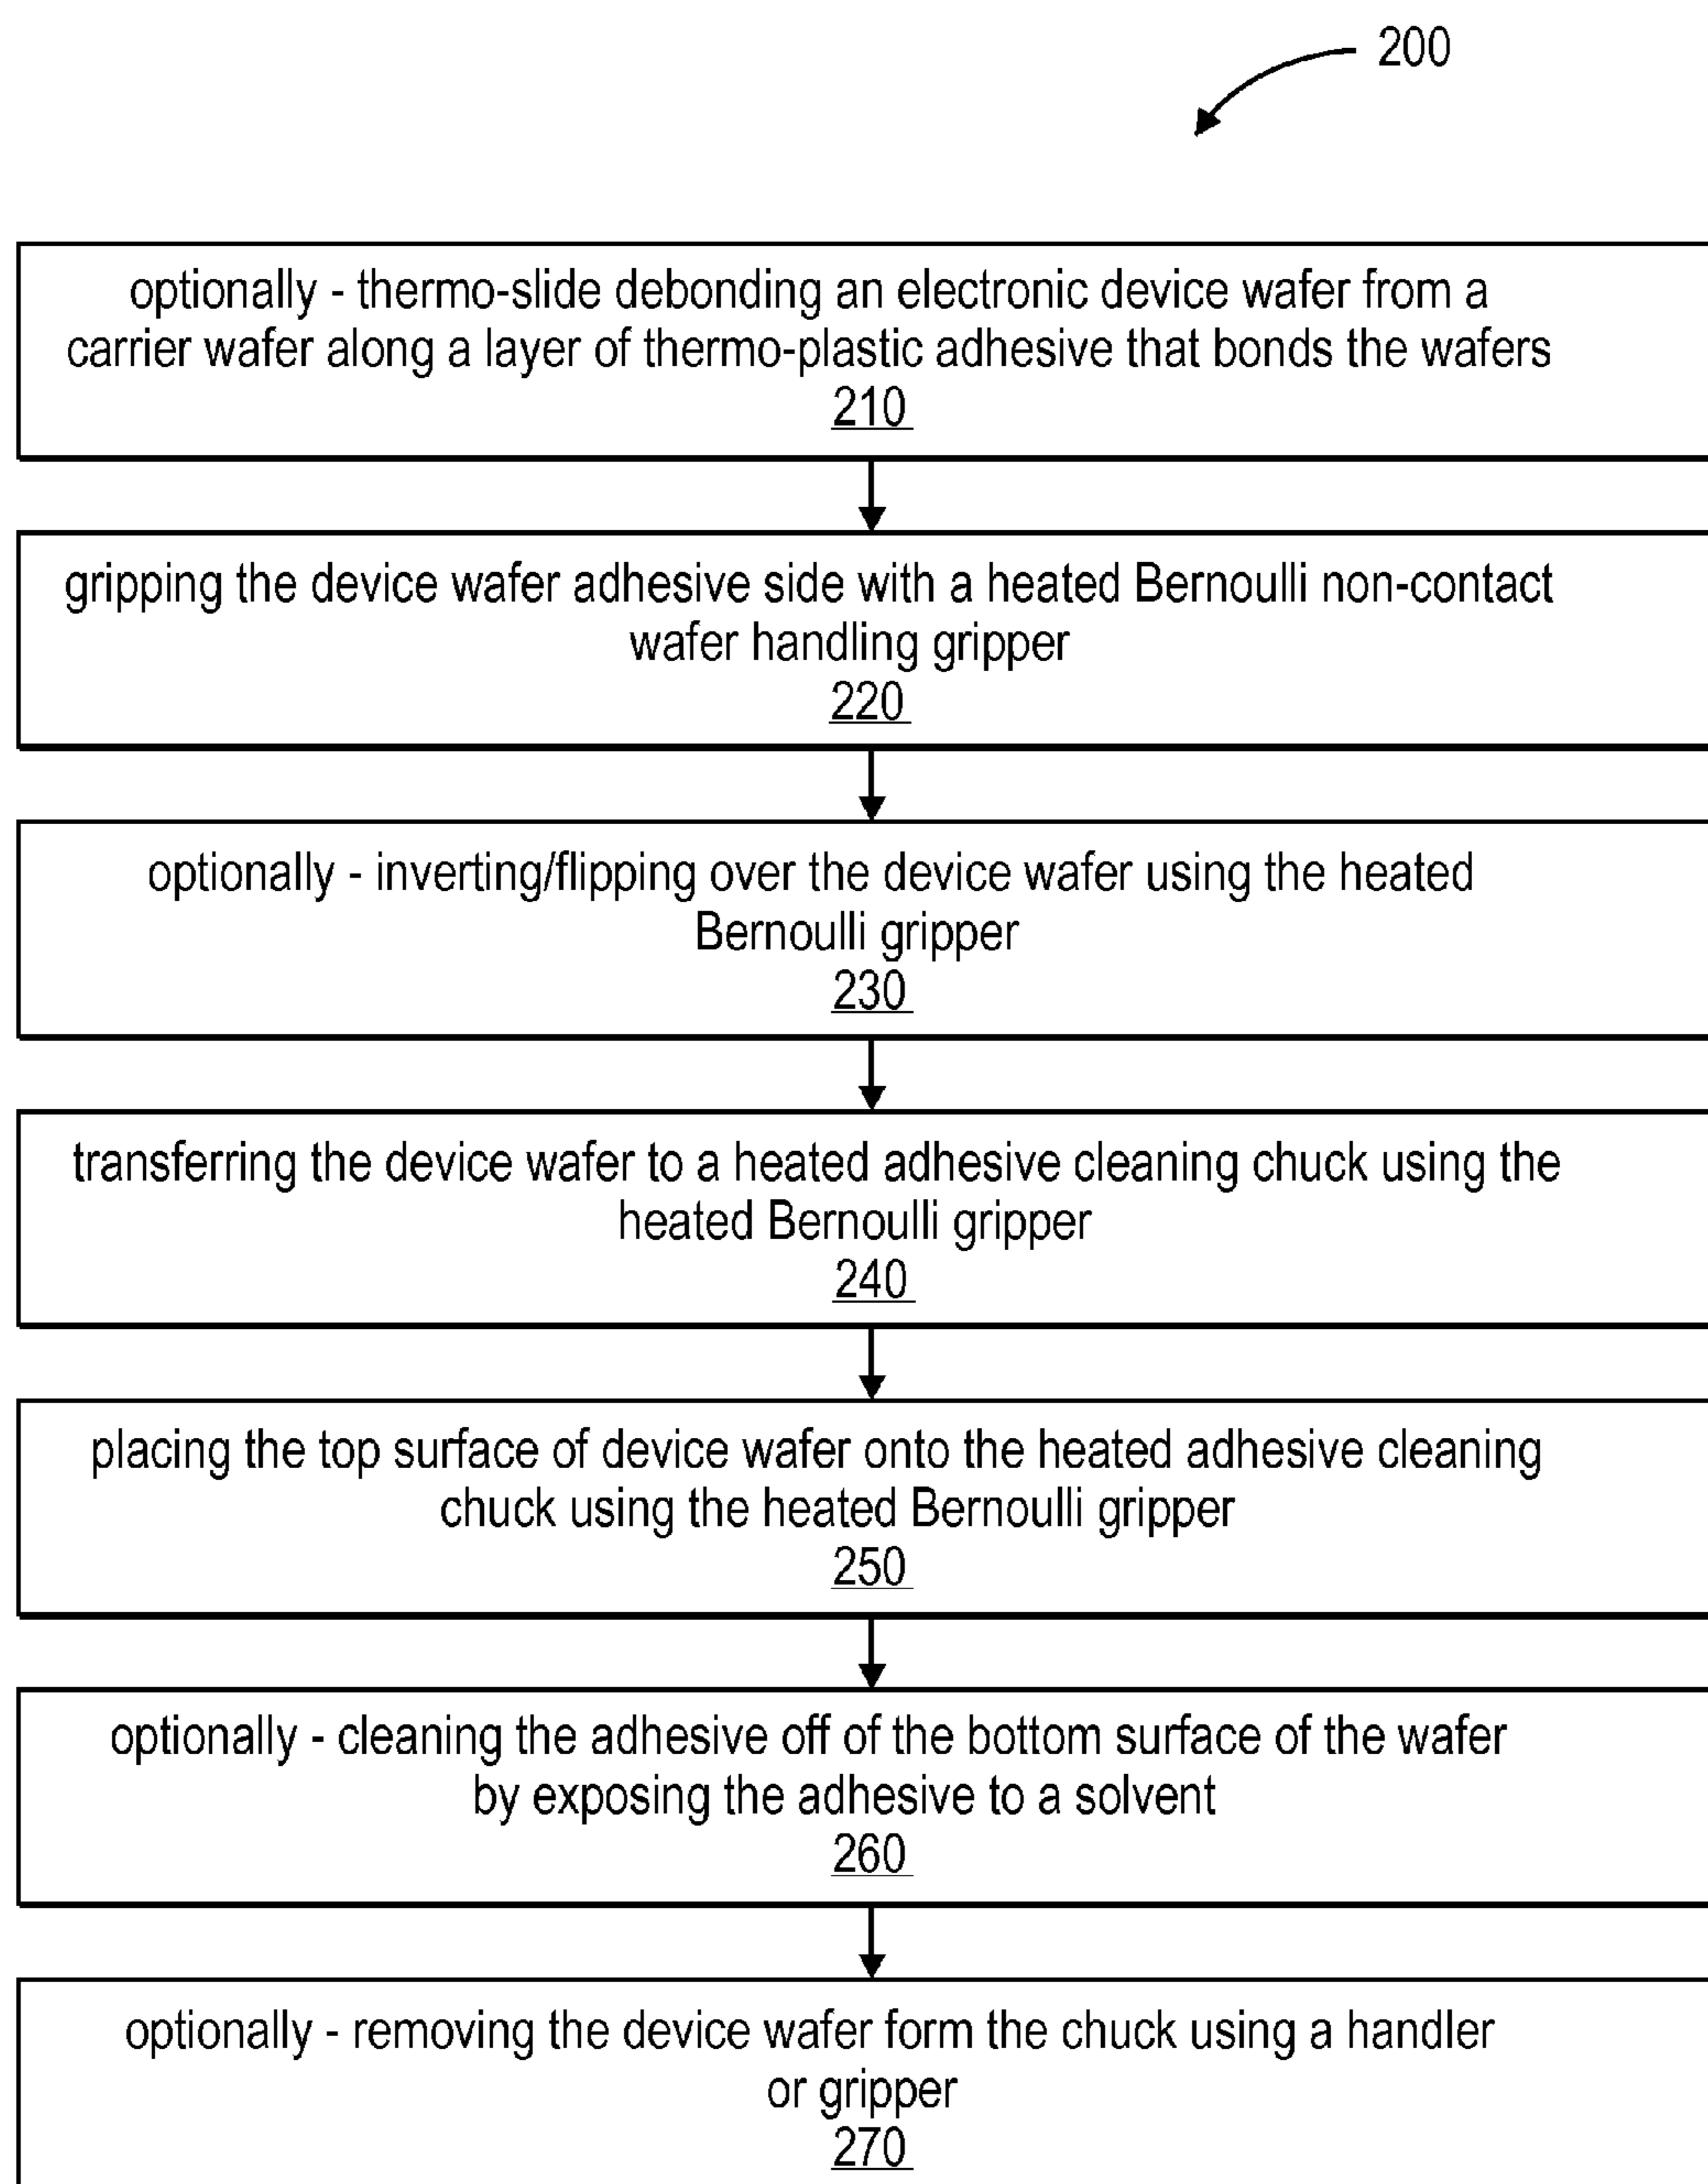 200
optionally - thermo-slide debonding an electronic device wafer from a
carrier wafer along a layer of thermo-plastic adhesive that bonds the wafers
210
gripping the device wafer adhesive side with a heated Bernoulli non-contact
wafer handling gripper
220
optionally - inverting/flipping over the device wafer using the heated
Bernoulli gripper
230
transferring the device wafer to a heated adhesive cleaning chuck using the
heated Bernoulli gripper
240
placing the top surface of device wafer onto the heated adhesive cleaning
chuck using the heated Bernoulli gripper
250
optionally - cleaning the adhesive off of the bottom surface of the wafer
by exposing the adhesive to a solvent
260
optionally - removing the device wafer form the chuck using a handler
or gripper
270